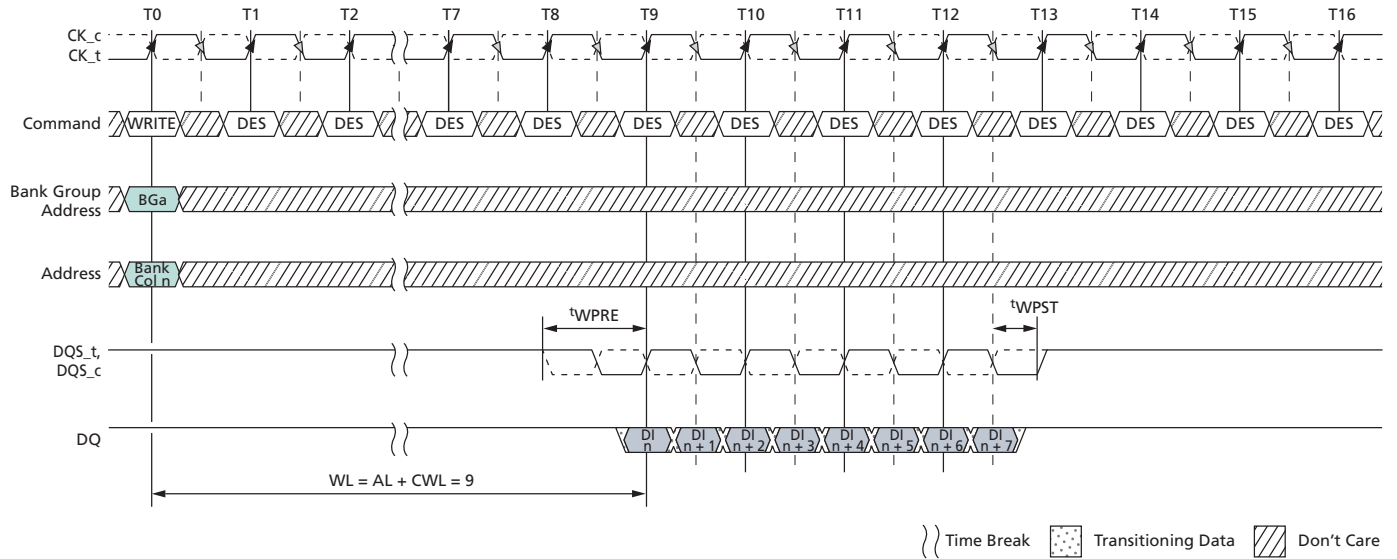 T0 T1 T2 T7 T8 T9 T10 T11 T12 T13 T14 T15 T16
CK_c
CK_t
Command WRITE DES DES DES DES DES DES DES DES DES DES DES DES
Bank Group
Address
BGa
Address
Bank
Col n
tWPRE
tWPST
DQS_t,
DQS_c
DQ
DI
n
DI
n + 1
DI
n + 2
DI
n + 3
DI
n + 4
DI
n + 5
DI
n + 6
DI
n + 7
WL = AL + CWL = 9
Time Break Transitioning Data Don't Care